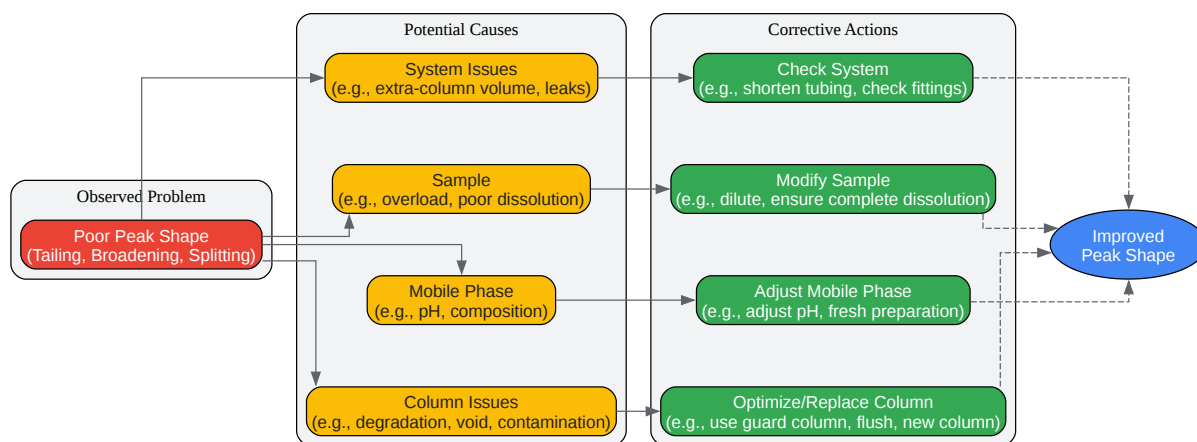 Potential Causes
Corrective Actions
System Issues
(e.g., extra-column volume, leaks)
Check System
(e.g., shorten tubing, check fittings)
Sample
(e.g., overload, poor dissolution)
Modify Sample
(e.g., dilute, ensure complete dissolution)
Observed Problem
Poor Peak Shape
(Tailing, Broadening, Splitting)
Improved
Peak Shape
Mobile Phase
(e.g., pH, composition)
Adjust Mobile Phase
(e.g., adjust pH, fresh preparation)
Column Issues
(e.g., degradation, void, contamination)
Optimize/Replace Column
(e.g., use guard column, flush, new column)